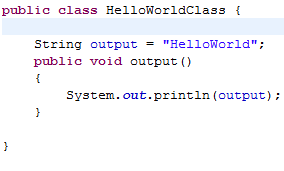 public class HelloWorldClass {
String output = "HelloWorld";
public void output()
{
System.out.println(output);
}
}